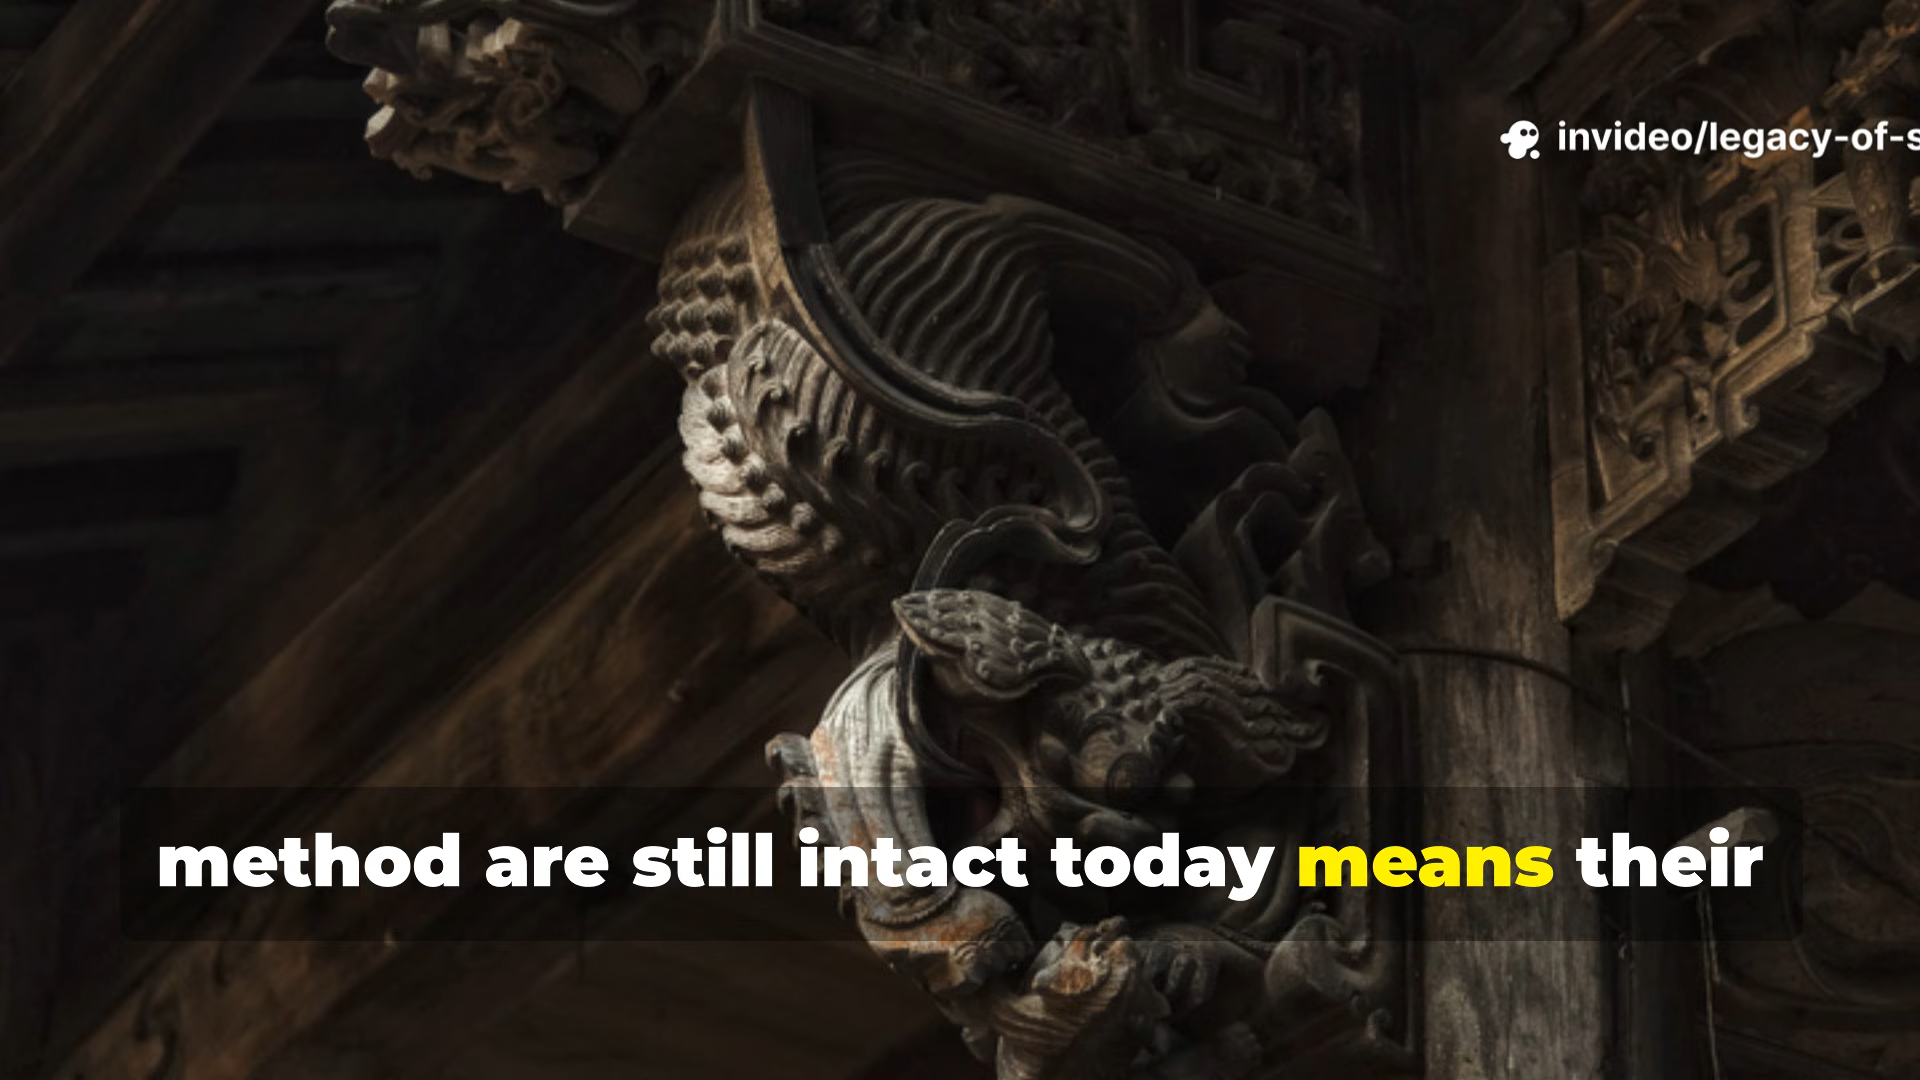 invideo/legacy-of-s
method are still intact today means their